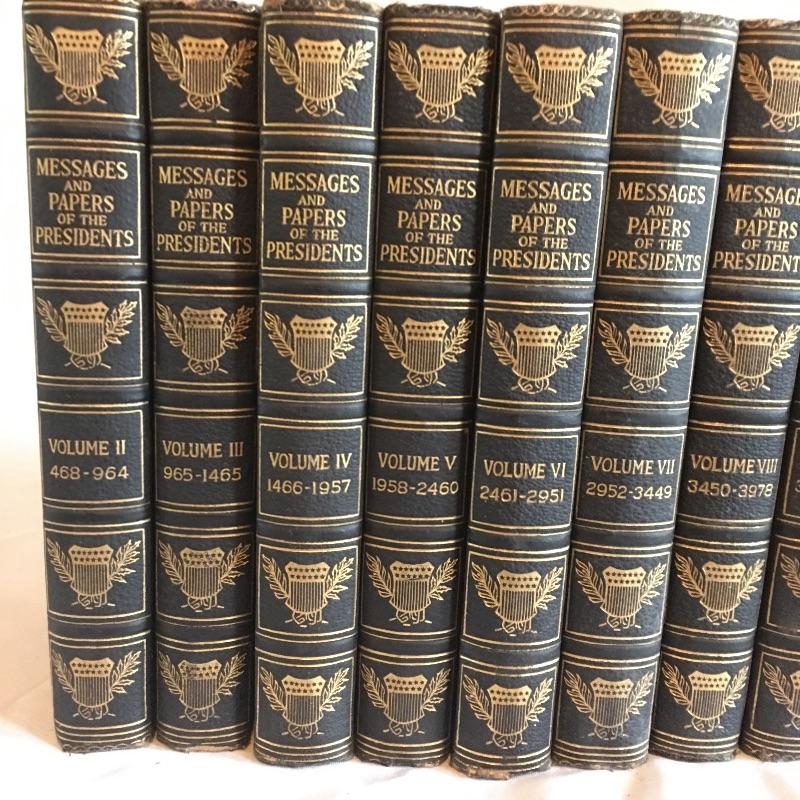 MESSAGES
AND
PAPERS
OF THE
PRESIDENTS
VOLUME II
468-964
MESSAGES
AND
PAPERS
OF THE
PRESIDENTS
VOLUME III
965-1465
MESSAGES
AND
PAPERS
OF THE
PRESIDENTS
VOLUME IV
1466-1957
MESSAGES
AND
PAPERS
OF THE
PRESIDENTS
VOLUME V
1958-2460
MESSAGES
AND
PAPERS
OF THE
PRESIDENTS
VOLUME VI
2461-2951
MESSAGES
AND
PAPERS
OF THE
PRESIDENTS
VOLUME VII
2952-3449
MESSAG
AND
PAPERS
OF THE
PRESIDENT
VOLUME VIII
3450-3978